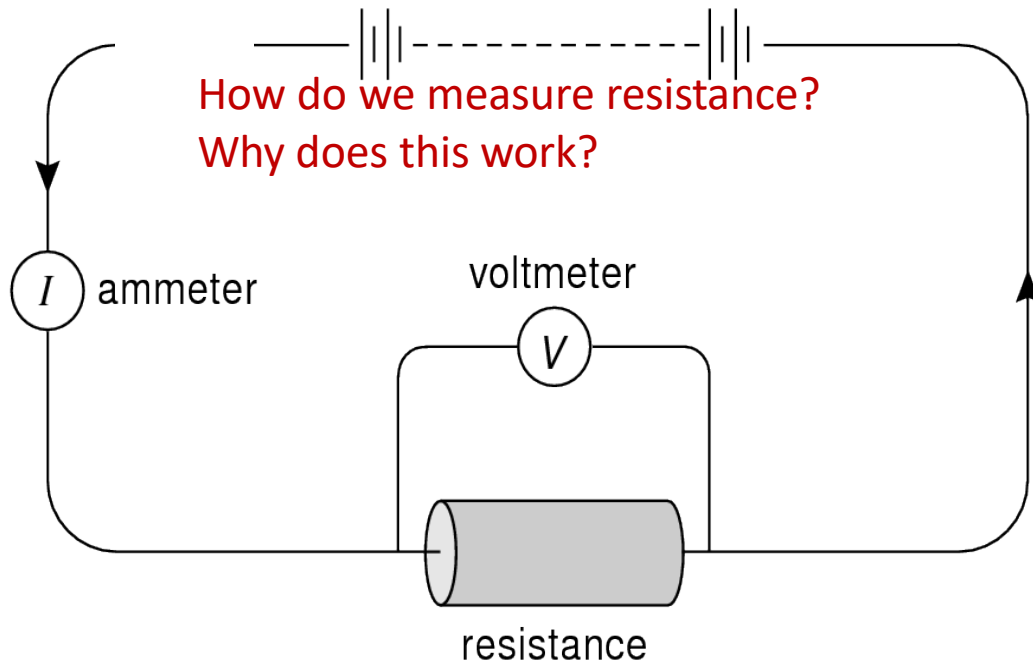 How do we measure resistance?
Why does this work?
voltmeter
I ammeter
V
resistance